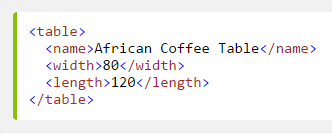 <table>
  <name>African Coffee Table</name>
  <width>80</width>
  <length>120</length>
</table>